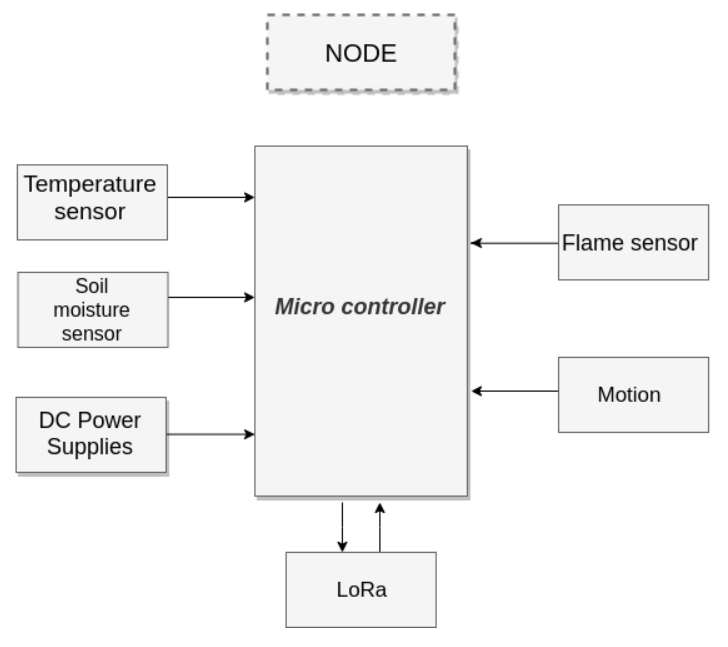 NODE
Temperature
sensor
Soil
moisture
sensor
DC Power
Supplies
Micro controller
Flame sensor
Motion
LoRa